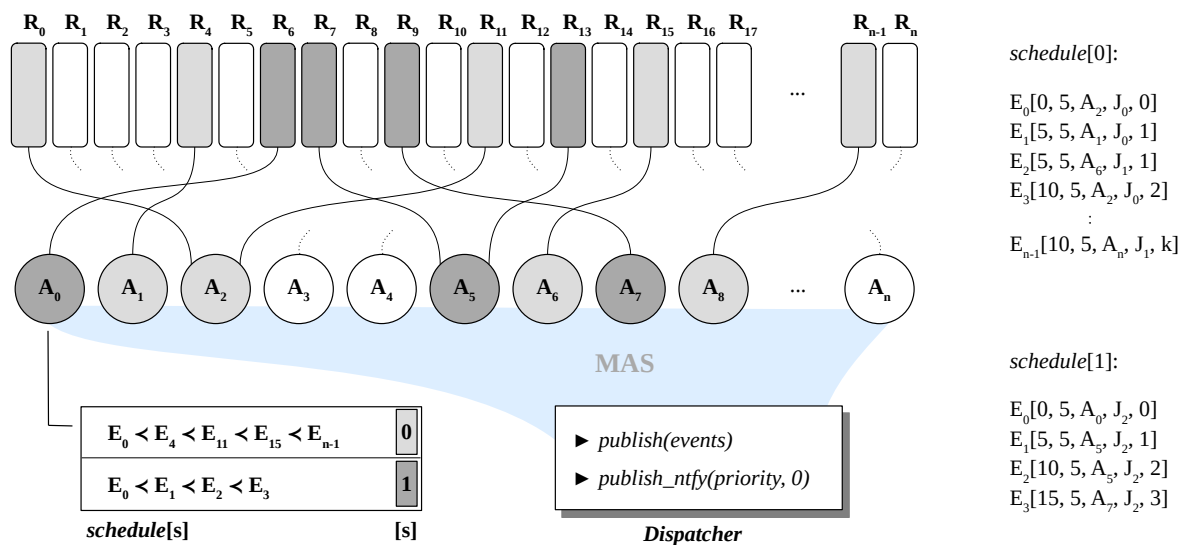 R₀ R₁ R₂ R₃ R₄ R₅ R₆ R₇ R₈ R₉ R₁₀ R₁₁ R₁₂ R₁₃ R₁₄ R₁₅ R₁₆ R₁₇ Rₙ₋₁ Rₙ
...
A₀ A₁ A₂ A₃ A₄ A₅ A₆ A₇ A₈ ... Aₙ
MAS
E₀ ≺ E₄ ≺ E₁₁ ≺ E₁₅ ≺ Eₙ₋₁ 0
E₀ ≺ E₁ ≺ E₂ ≺ E₃ 1
schedule[s] [s]
► publish(events)
► publish_ntfy(priority, 0)
Dispatcher
schedule[0]:
E₀[0, 5, A₂, J₀, 0]
E₁[5, 5, A₁, J₀, 1]
E₂[5, 5, A₆, J₁, 1]
E₃[10, 5, A₂, J₀, 2]
:
Eₙ₋₁[10, 5, Aₙ, J₁, k]
schedule[1]:
E₀[0, 5, A₀, J₂, 0]
E₁[5, 5, A₅, J₂, 1]
E₂[10, 5, A₅, J₂, 2]
E₃[15, 5, A₇, J₂, 3]